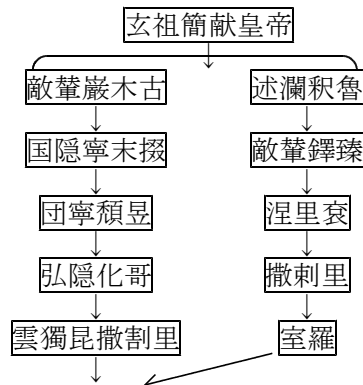 玄祖簡献皇帝
敵輦巌木古 述瀾釈魯
国隠寧末掇 敵輦鐸臻
団寧頽昱 涅里袞
弘隠化哥 撒剌里
雲獨昆撒割里 室羅